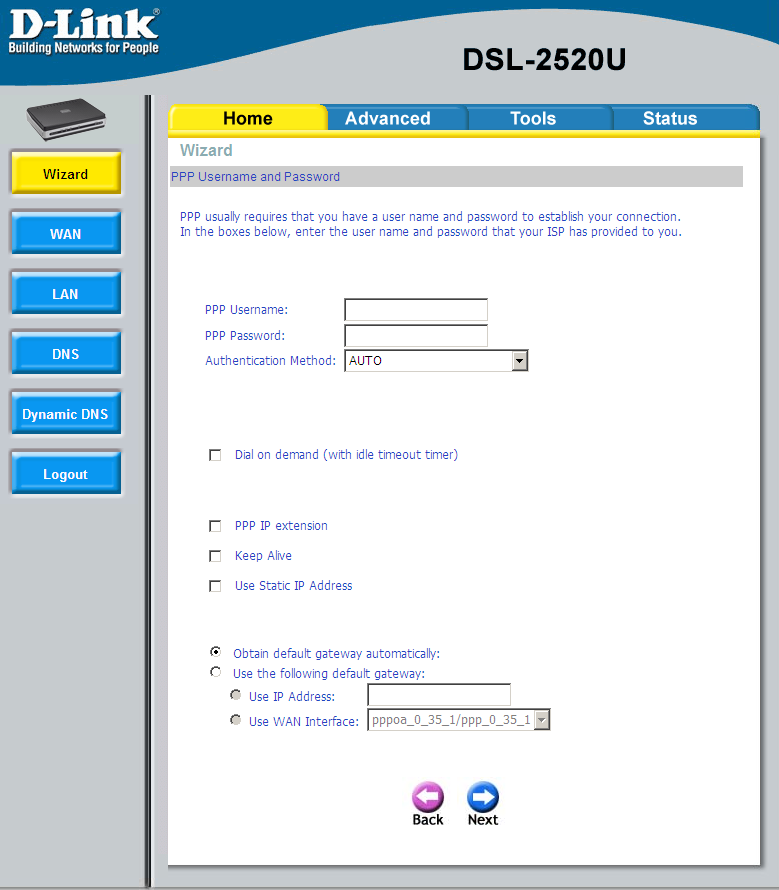 D-Link
Building Networks for People
DSL-2520U
Home
Advanced
Tools
Status
Wizard
WAN
LAN
DNS
Dynamic DNS
Logout
Wizard
PPP Username and Password
PPP usually requires that you have a user name and password to establish your connection.
In the boxes below, enter the user name and password that your ISP has provided to you.
PPP Username:
PPP Password:
Authentication Method: AUTO
Dial on demand (with idle timeout timer)
PPP IP extension
Keep Alive
Use Static IP Address
Obtain default gateway automatically:
Use the following default gateway:
Use IP Address:
Use WAN Interface: pppoa_0_35_1/ppp_0_35_1
Back
Next